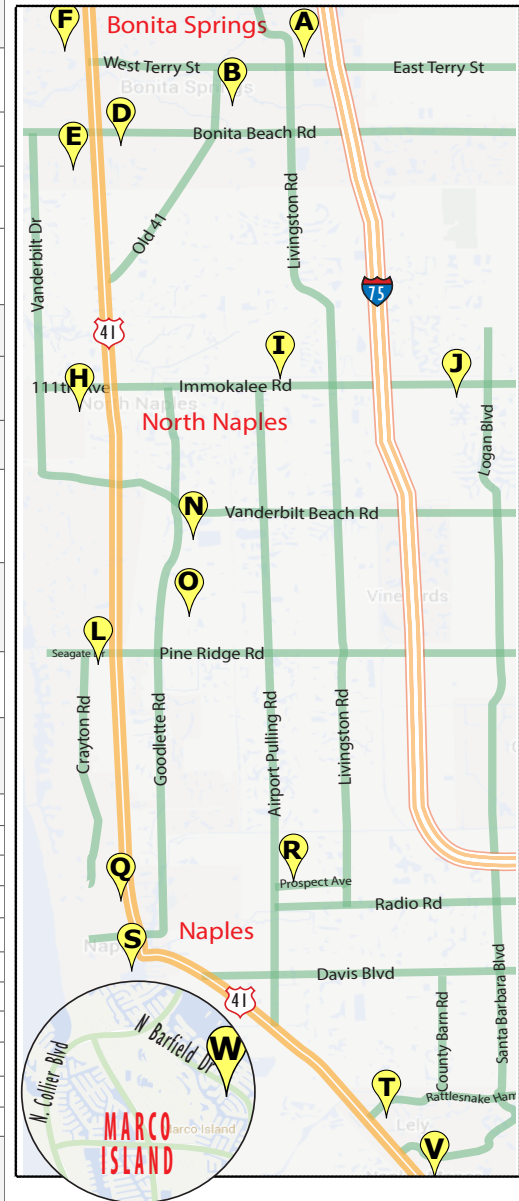 F
Bonita Springs
A
West Terry St
East Terry St
B
Bonita Springs
D
E
Bonita Beach Rd
Vanderbilt Dr
Old 41
Livingston Rd
75
41
I
J
H
111th Ave
Immokalee Rd
North Naples
North Naples
Logan Blvd
N
Vanderbilt Beach Rd
O
L
Seagate Dr
Pine Ridge Rd
Crayton Rd
Goodlette Rd
Airport Pulling Rd
Livingston Rd
R
Q
Prospect Ave
Radio Rd
Naples
S
Davis Blvd
41
County Barn Rd
Santa Barbara Blvd
N. Collier Blvd
N Barfield Dr
W
T
Rattlesnake Ham
MARCO
ISLAND
Marco Island
Lely
V